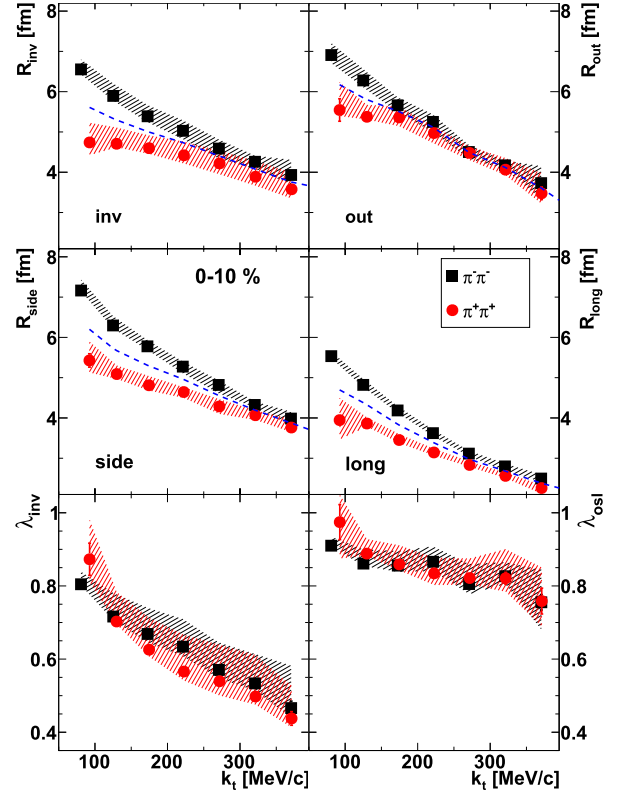 R_inv [fm]
8
6
4
inv
R_out [fm]
8
6
4
out
R_side [fm]
8
6
4
0-10 %
side
R_long [fm]
8
6
4
π⁻π⁻
π⁺π⁺
long
λ_inv
1
0.8
0.6
0.4
λ_osl
1
0.8
0.6
0.4
100 200 300
k_t [MeV/c]
100 200 300
k_t [MeV/c]